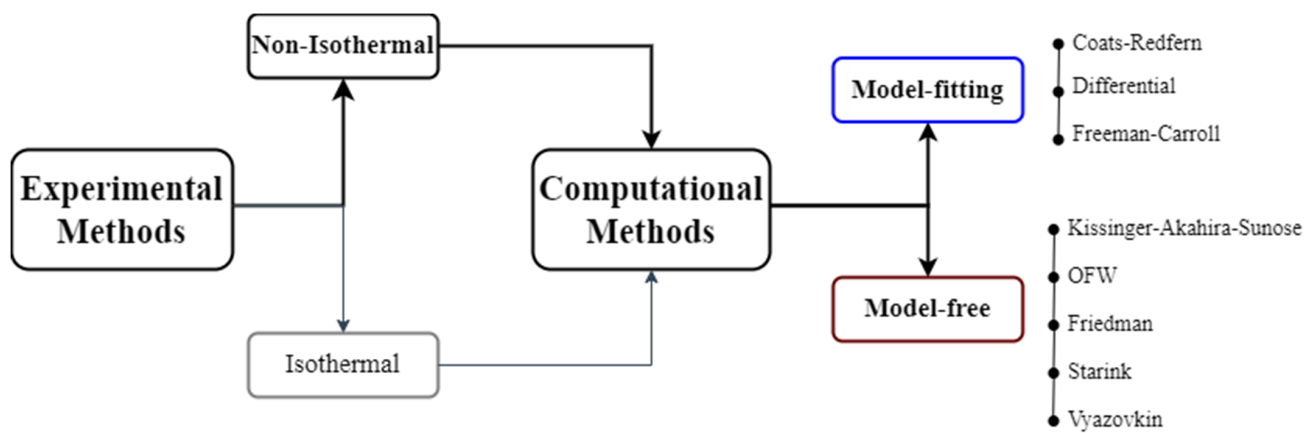 Non-Isothermal
Experimental
Methods
Isothermal
Computational
Methods
Model-fitting
Coats-Redfern
Differential
Freeman-Carroll
Model-free
Kissinger-Akahira-Sunose
OFW
Friedman
Starink
Vyazovkin